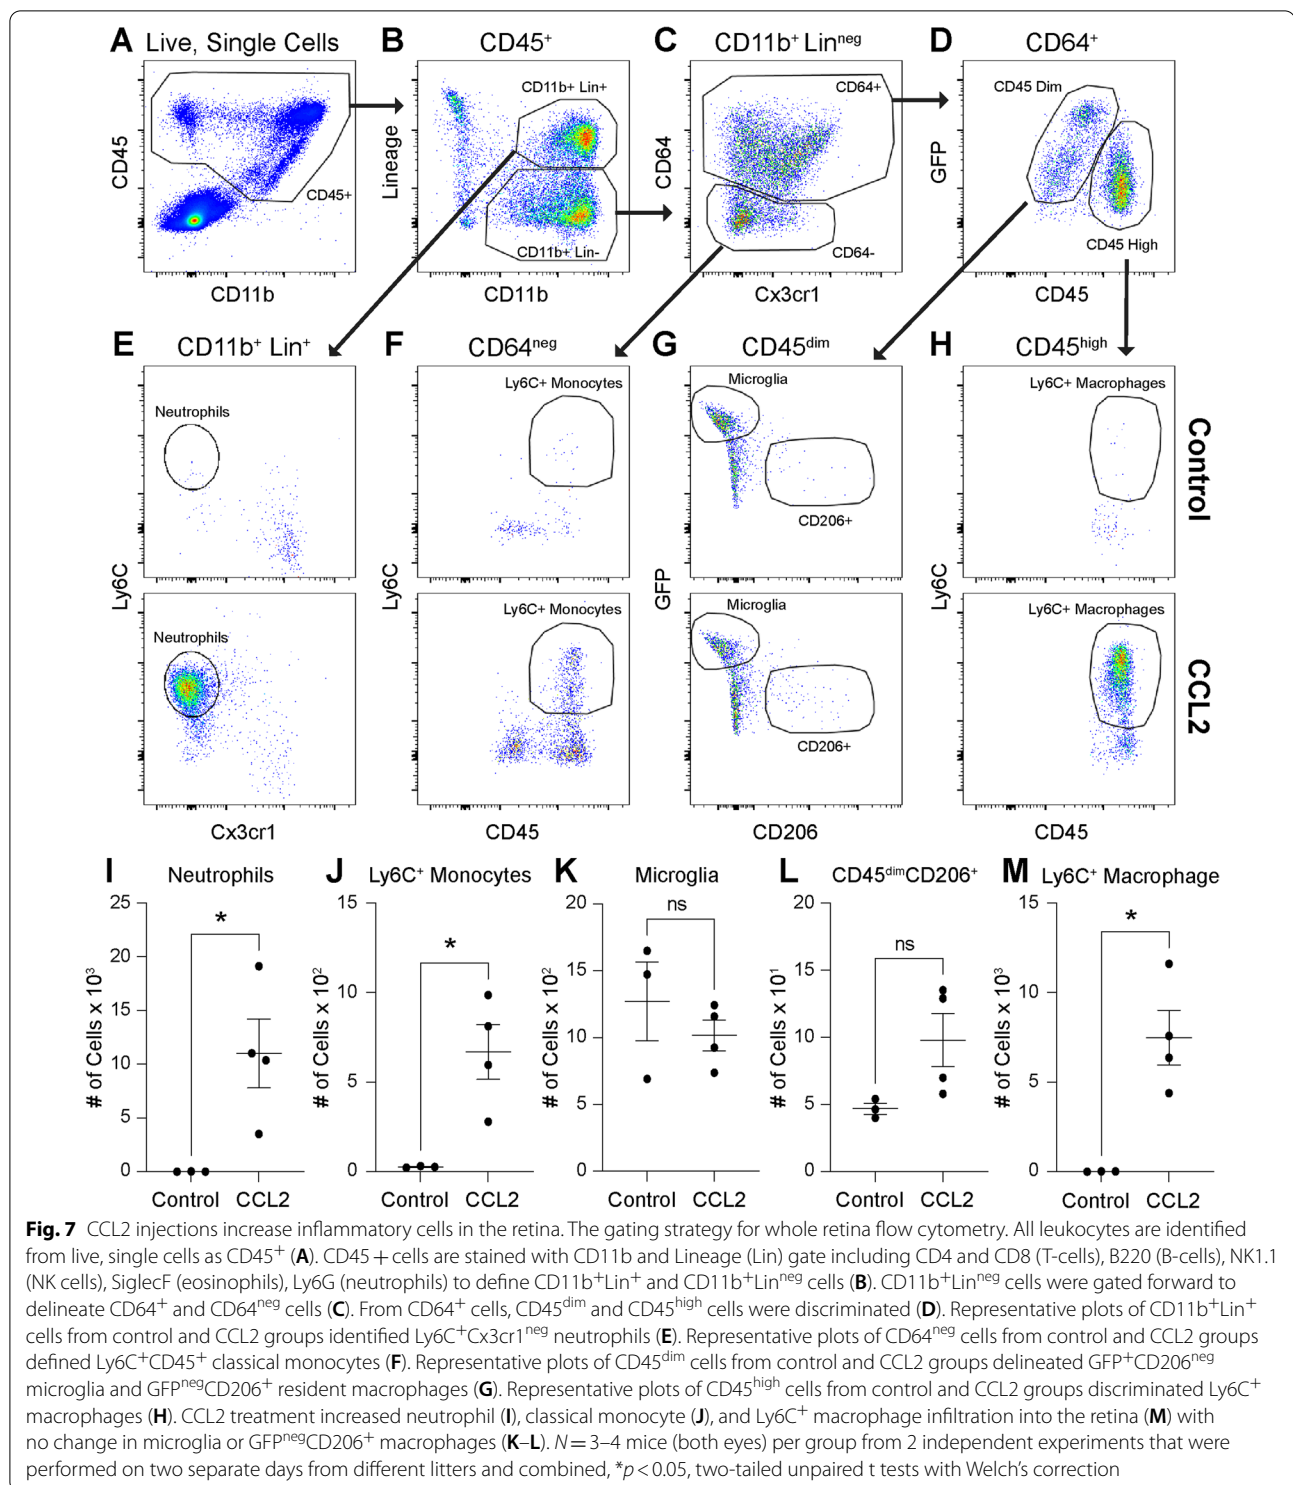 A Live, Single Cells
B CD45⁺
C CD11b⁺ Linⁿᵉᵍ
D CD64⁺
CD45
CD45+
CD11b
Lineage
CD11b+ Lin+
CD11b+ Lin-
CD11b
CD64
CD64+
CD64-
Cx3cr1
GFP
CD45 Dim
CD45 High
CD45
E CD11b⁺ Lin⁺
F CD64ⁿᵉᵍ
G CD45ᵈⁱᵐ
H CD45ʰⁱᵍʰ
Neutrophils
Ly6C+ Monocytes
Microglia
CD206+
Ly6C+ Macrophages
Control
Ly6C
Ly6C
GFP
Ly6C
Neutrophils
Ly6C+ Monocytes
Microglia
CD206+
Ly6C+ Macrophages
CCL2
Cx3cr1
CD45
CD206
CD45
I Neutrophils
# of Cells x 10³
25
20
15
10
5
0
*
Control CCL2
J Ly6C⁺ Monocytes
# of Cells x 10²
15
10
5
0
*
Control CCL2
K Microglia
# of Cells x 10²
20
15
10
5
0
ns
Control CCL2
L CD45ᵈⁱᵐCD206⁺
# of Cells x 10¹
20
15
10
5
0
ns
Control CCL2
M Ly6C⁺ Macrophage
# of Cells x 10³
15
10
5
0
*
Control CCL2
Fig. 7 CCL2 injections increase inflammatory cells in the retina. The gating strategy for whole retina flow cytometry. All leukocytes are identified
from live, single cells as CD45⁺ (A). CD45 + cells are stained with CD11b and Lineage (Lin) gate including CD4 and CD8 (T-cells), B220 (B-cells), NK1.1
(NK cells), SiglecF (eosinophils), Ly6G (neutrophils) to define CD11b⁺Lin⁺ and CD11b⁺Linⁿᵉᵍ cells (B). CD11b⁺Linⁿᵉᵍ cells were gated forward to
delineate CD64⁺ and CD64ⁿᵉᵍ cells (C). From CD64⁺ cells, CD45ᵈⁱᵐ and CD45ʰⁱᵍʰ cells were discriminated (D). Representative plots of CD11b⁺Lin⁺
cells from control and CCL2 groups identified Ly6C⁺Cx3cr1ⁿᵉᵍ neutrophils (E). Representative plots of CD64ⁿᵉᵍ cells from control and CCL2 groups
defined Ly6C⁺CD45⁺ classical monocytes (F). Representative plots of CD45ᵈⁱᵐ cells from control and CCL2 groups delineated GFP⁺CD206ⁿᵉᵍ
microglia and GFPⁿᵉᵍCD206⁺ resident macrophages (G). Representative plots of CD45ʰⁱᵍʰ cells from control and CCL2 groups discriminated Ly6C⁺
macrophages (H). CCL2 treatment increased neutrophil (I), classical monocyte (J), and Ly6C⁺ macrophage infiltration into the retina (M) with
no change in microglia or GFPⁿᵉᵍCD206⁺ macrophages (K–L). N = 3–4 mice (both eyes) per group from 2 independent experiments that were
performed on two separate days from different litters and combined, *p < 0.05, two-tailed unpaired t tests with Welch's correction